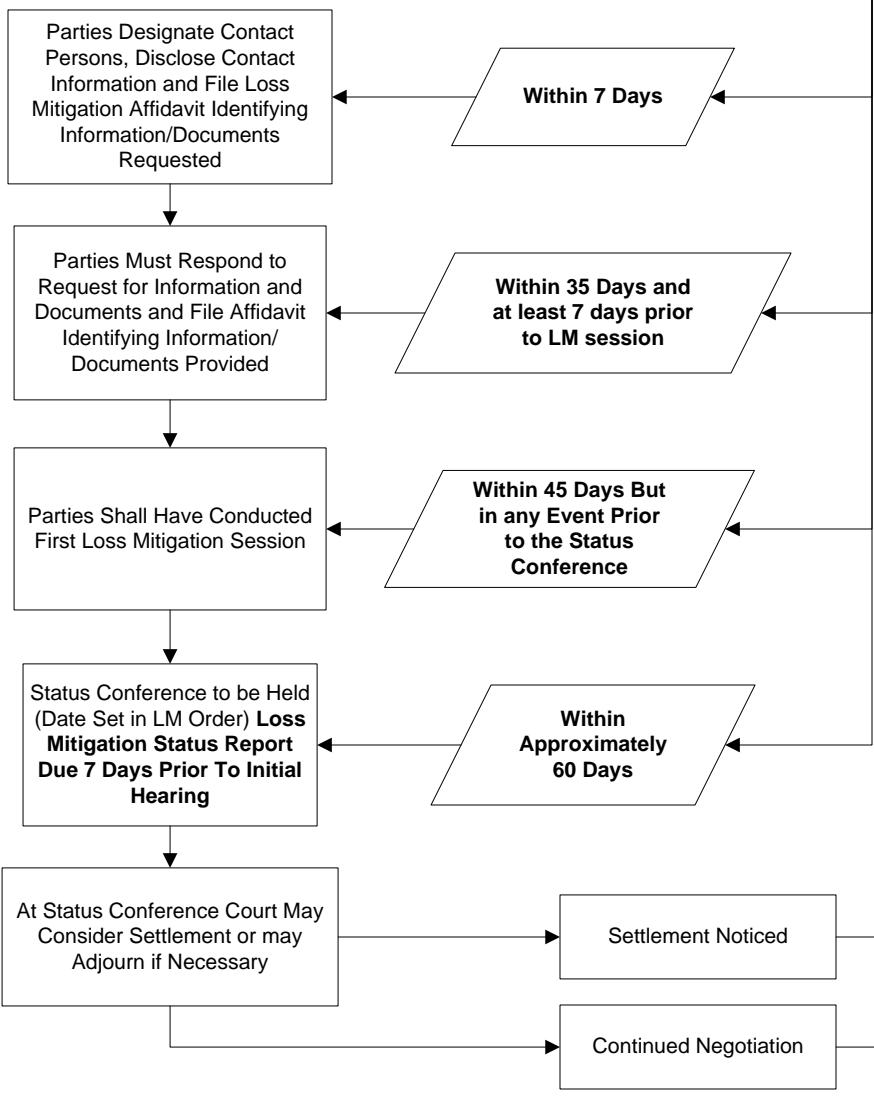 Parties Designate Contact
Persons, Disclose Contact
Information and File Loss
Mitigation Affidavit Identifying
Information/Documents
Requested
Within 7 Days
Parties Must Respond to
Request for Information and
Documents and File Affidavit
Identifying Information/
Documents Provided
Within 35 Days and
at least 7 days prior
to LM session
Parties Shall Have Conducted
First Loss Mitigation Session
Within 45 Days But
in any Event Prior
to the Status
Conference
Status Conference to be Held
(Date Set in LM Order) Loss
Mitigation Status Report
Due 7 Days Prior To Initial
Hearing
Within
Approximately
60 Days
At Status Conference Court May
Consider Settlement or may
Adjourn if Necessary
Settlement Noticed
Continued Negotiation